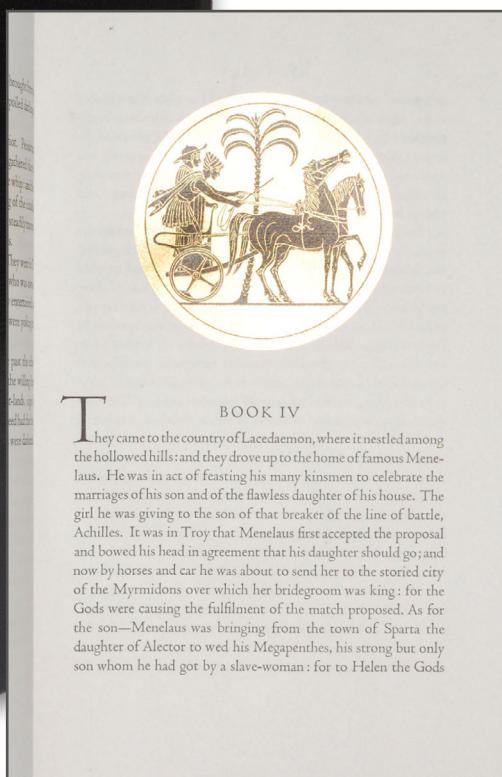 BOOK IV
They came to the country of Lacedaemon, where it nestled among
the hollowed hills: and they drove up to the home of famous Mene-
laus. He was in act of feasting his many kinsmen to celebrate the
marriages of his son and of the flawless daughter of his house. The
girl he was giving to the son of that breaker of the line of battle,
Achilles. It was in Troy that Menelaus first accepted the proposal
and bowed his head in agreement that his daughter should go; and
now by horses and car he was about to send her to the storied city
of the Myrmidons over which her bridegroom was king: for the
Gods were causing the fulfilment of the match proposed. As for
the son—Menelaus was bringing from the town of Sparta the
daughter of Alector to wed his Megapenthes, his strong but only
son whom he had got by a slave-woman: for to Helen the Gods